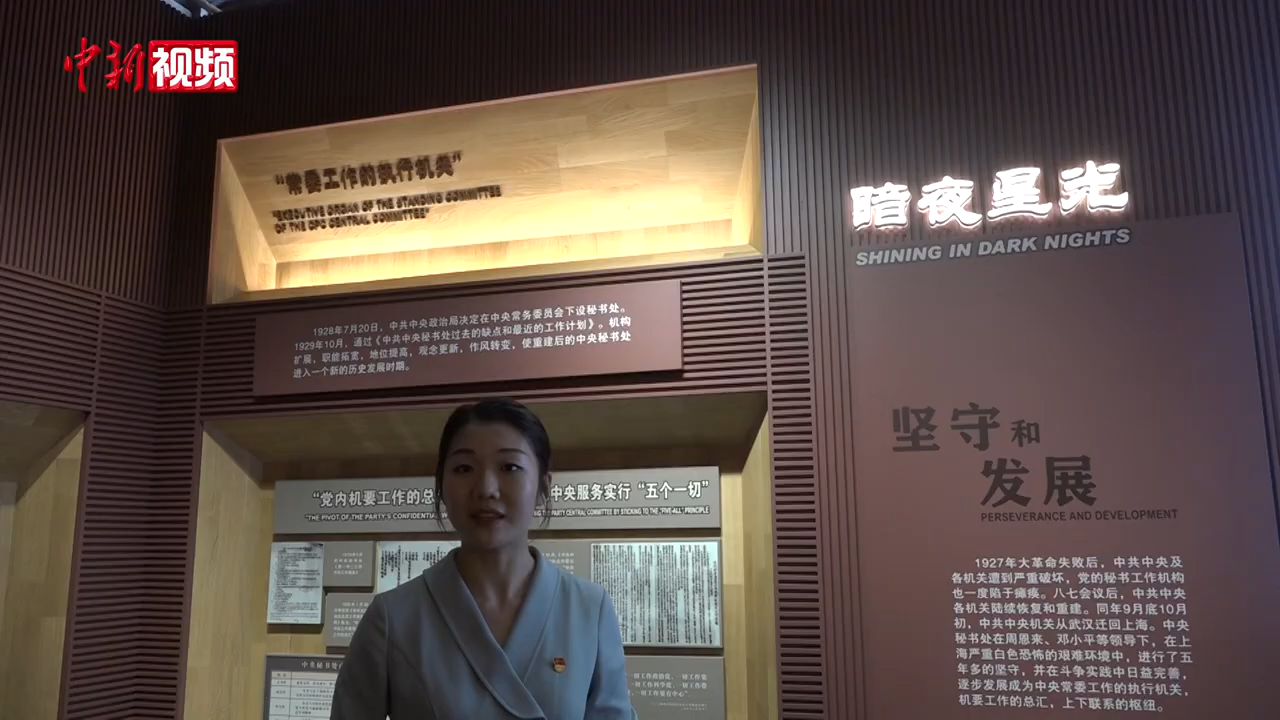 中新视频
“常委工作的执行机关”
"EXECUTIVE ORGAN OF THE STANDING COMMITTEE
OF THE CPC CENTRAL COMMITTEE"
1928年7月20日，中共中央政治局决定在中央常务委员会下设秘书处。
1929年10月，通过《中共中央秘书处过去的缺点和最近的工作计划》。机构
扩展，职能拓宽，地位提高，观念更新，作风转变，使重建后的中央秘书处
进入一个新的历史发展时期。
“党内机要工作的总
中央服务实行“五个一切”
"THE PIVOT OF THE PARTY'S CONFIDENTIAL
THE PARTY CENTRAL COMMITTEE BY STICKING TO THE "FIVE-ALL" PRINCIPLE
暗夜星光
SHINING IN DARK NIGHTS
坚守和
发展
PERSEVERANCE AND DEVELOPMENT
1927年大革命失败后，中共中央及
各机关遭到严重破坏，党的秘书工作机构
也一度陷于瘫痪。八七会议后，中共中央
各机关陆续恢复和重建。同年9月底10月
初，中共中央机关从武汉迁回上海。中央
秘书处在周恩来、邓小平等领导下，在上
海严重白色恐怖的艰难环境中，进行了五
年多的坚守，并在斗争实践中日益完善，
逐步发展成为中央常委工作的执行机关，
机要工作的总汇，上下联系的枢纽。